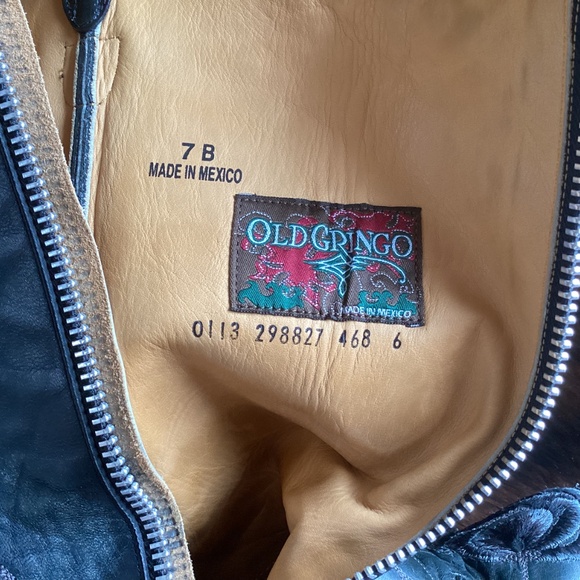 7 B
MADE IN MEXICO
OLD GRINGO
MADE IN MEXICO
0113 298827 468 6